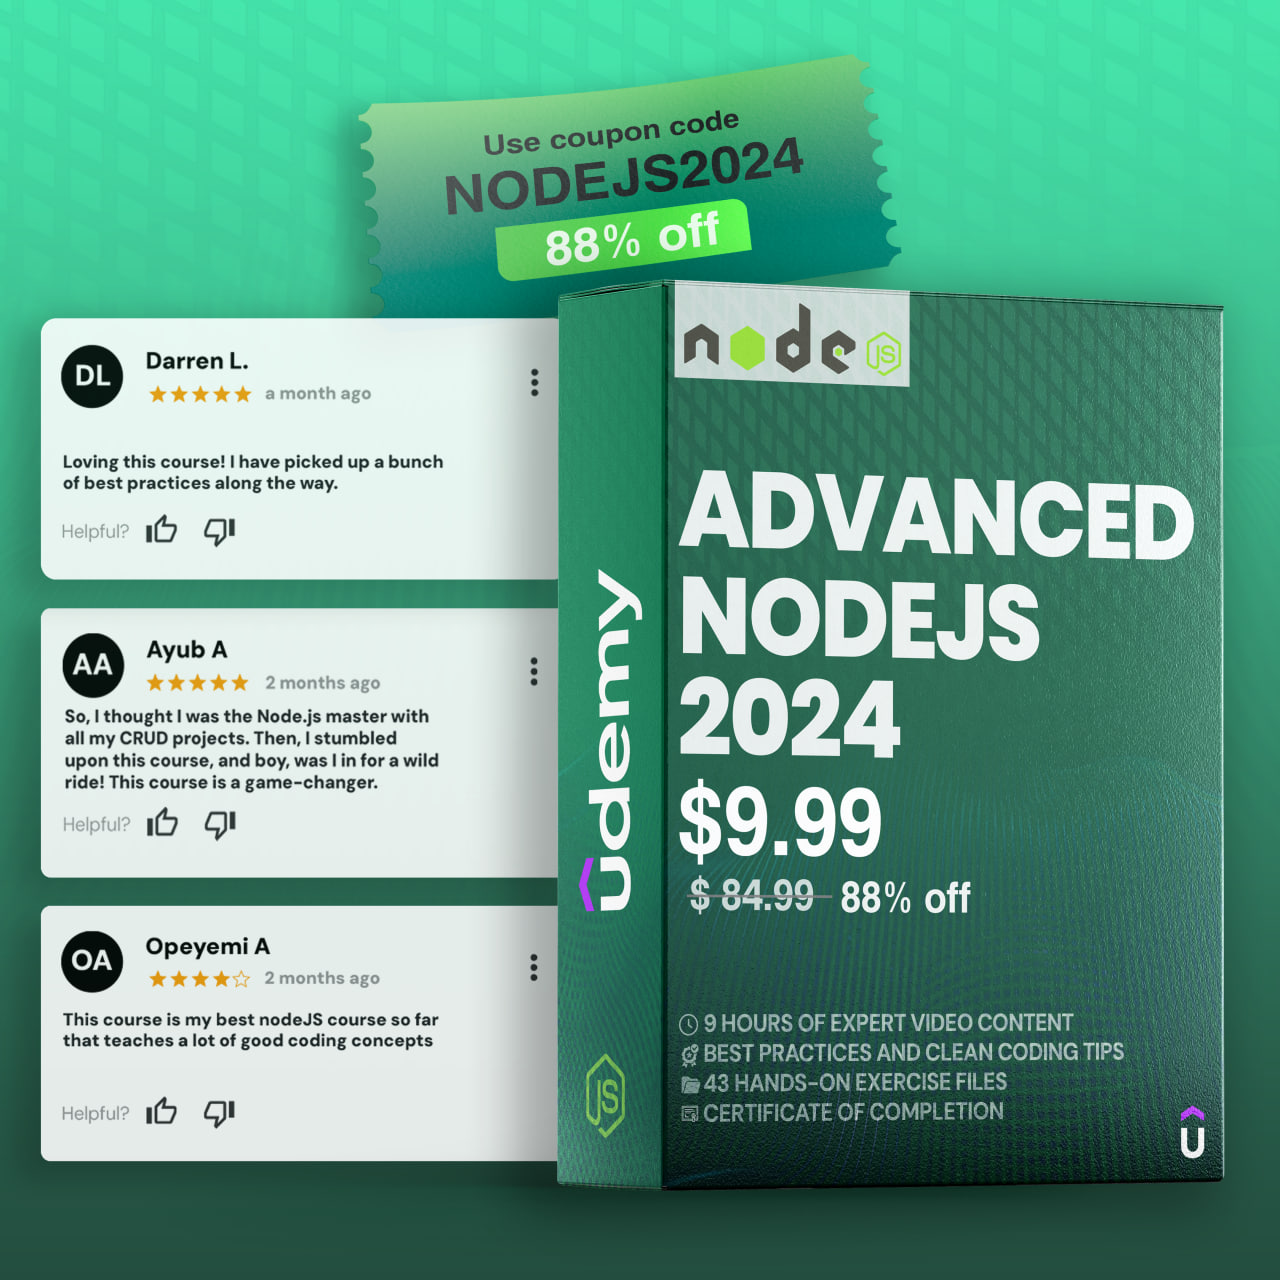 Use coupon code
NODEJS2024
88% off
DL
Darren L.
a month ago
Loving this course! I have picked up a bunch
of best practices along the way.
Helpful?
AA
Ayub A
2 months ago
So, I thought I was the Node.js master with
all my CRUD projects. Then, I stumbled
upon this course, and boy, was I in for a wild
ride! This course is a game-changer.
Helpful?
OA
Opeyemi A
2 months ago
This course is my best nodeJS course so far
that teaches a lot of good coding concepts
Helpful?
udemy
JS
node JS
ADVANCED
NODEJS
2024
$9.99
$ 84.99 88% off
9 HOURS OF EXPERT VIDEO CONTENT
BEST PRACTICES AND CLEAN CODING TIPS
43 HANDS-ON EXERCISE FILES
CERTIFICATE OF COMPLETION
U